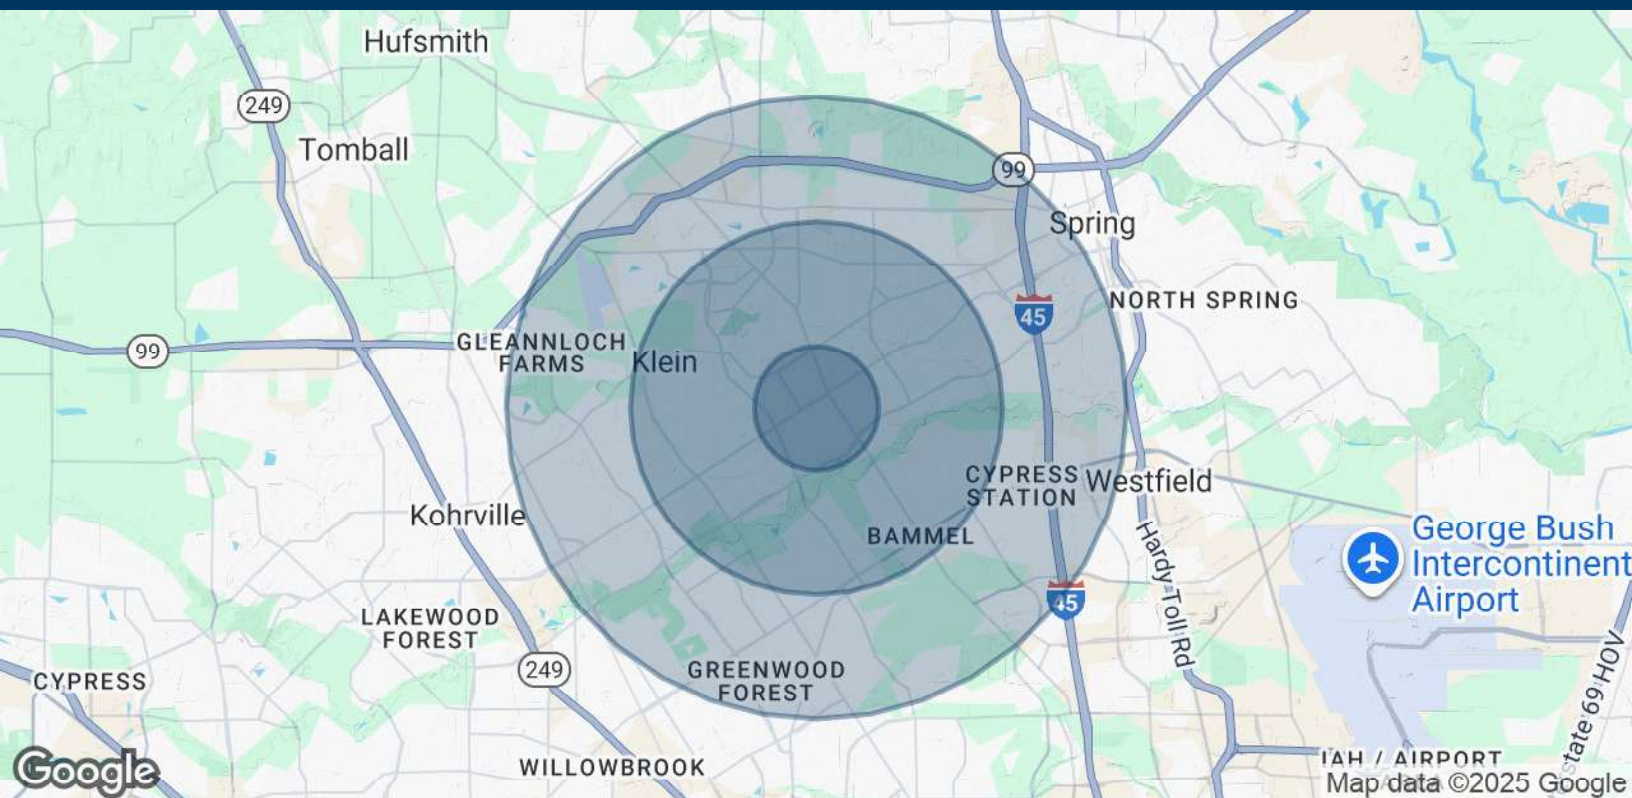 Hufsmith
249
Tomball
99
Spring
NORTH SPRING
45
99
GLEANNLOCH
FARMS
Klein
CYPRESS
STATION
Westfield
Kohrville
BAMMEL
George Bush
Intercontinent
Airport
Hardy Toll Rd
45
LAKEWOOD
FOREST
249
GREENWOOD
FOREST
CYPRESS
state 69 HOV
WILLOWBROOK
IAH / AIRPORT
Google
Map data ©2025 Google